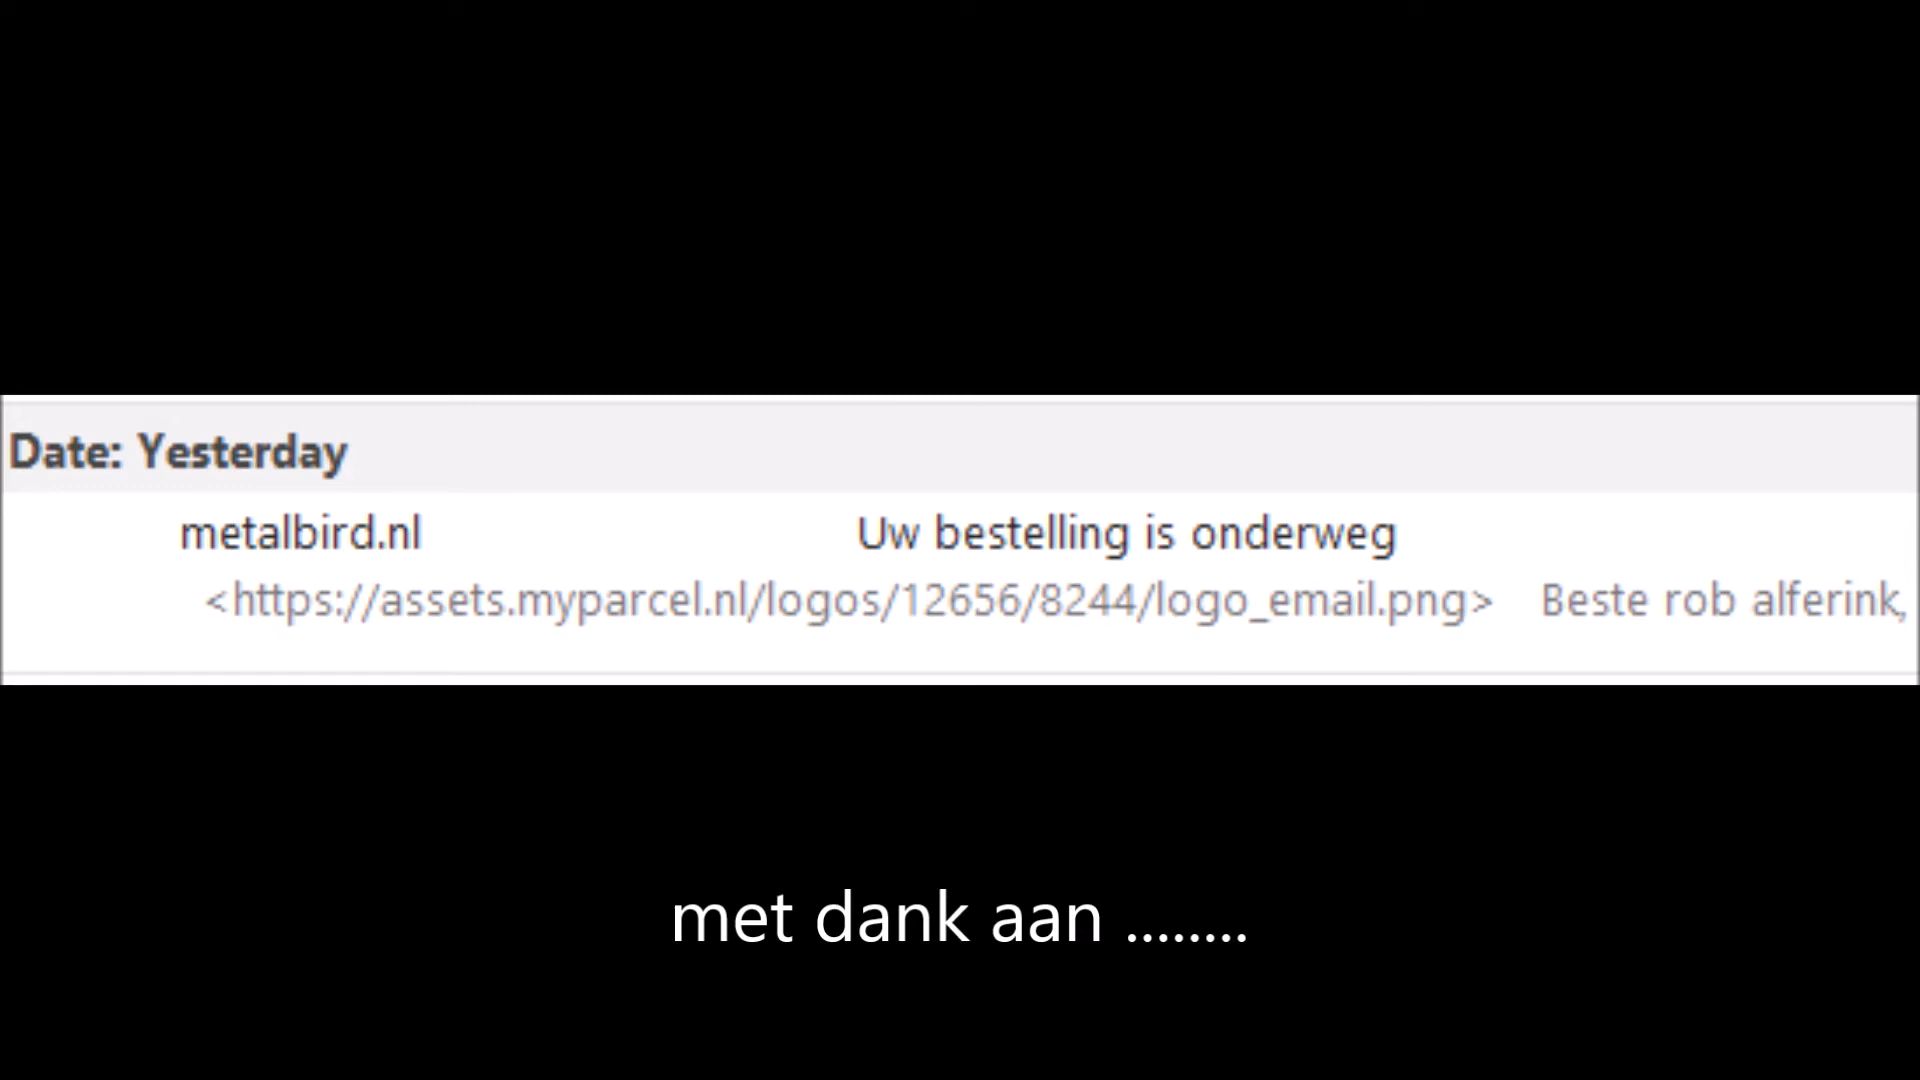 Date: Yesterday
metalbird.nl Uw bestelling is onderweg
<https://assets.myparcel.nl/logos/12656/8244/logo_email.png> Beste rob alferink,
met dank aan ........